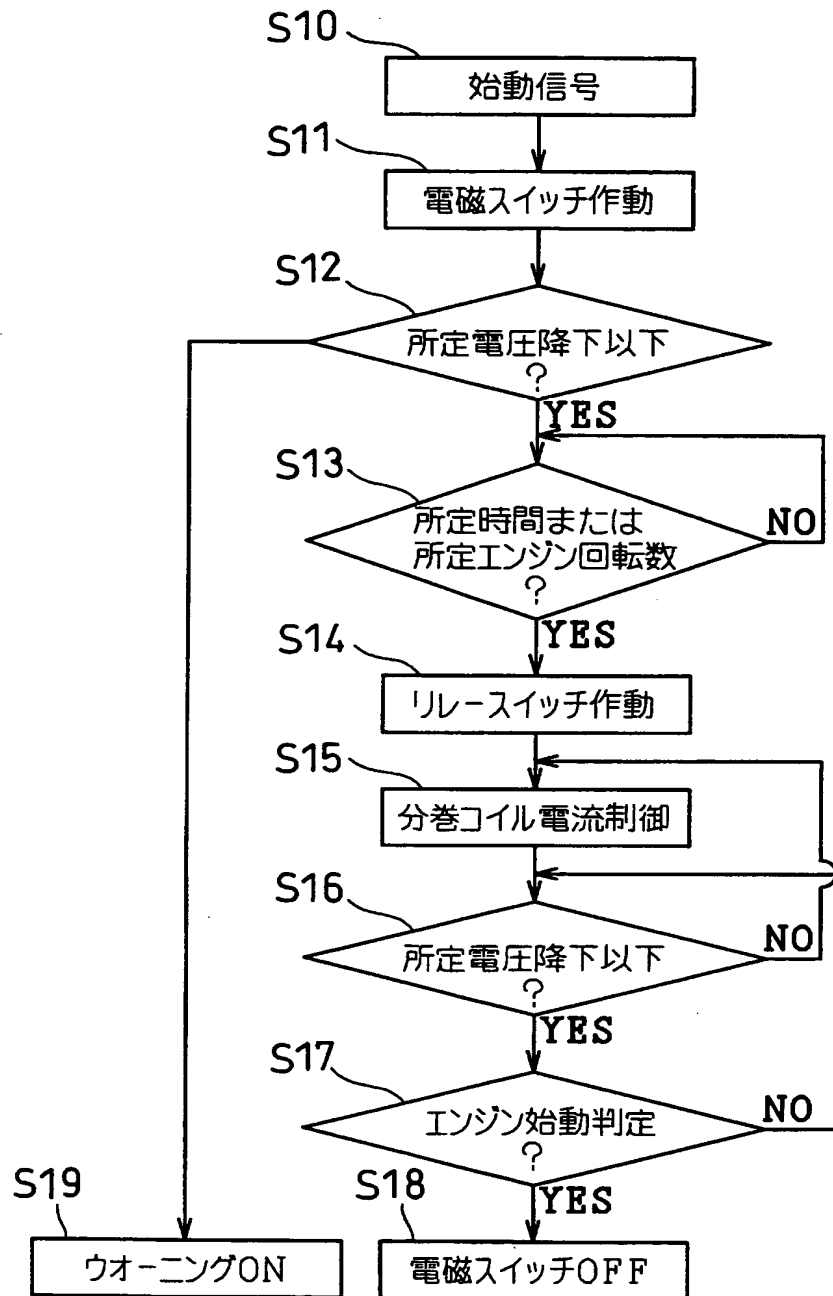 S10
始動信号
S11
電磁スイッチ作動
S12
所定電圧降下以下
?
YES
S13
所定時間または
所定エンジン回転数
?
NO
YES
S14
リレースイッチ作動
S15
分巻コイル電流制御
S16
所定電圧降下以下
?
NO
YES
S17
エンジン始動判定
?
NO
YES
S19
ウオーニングON
S18
電磁スイッチOFF